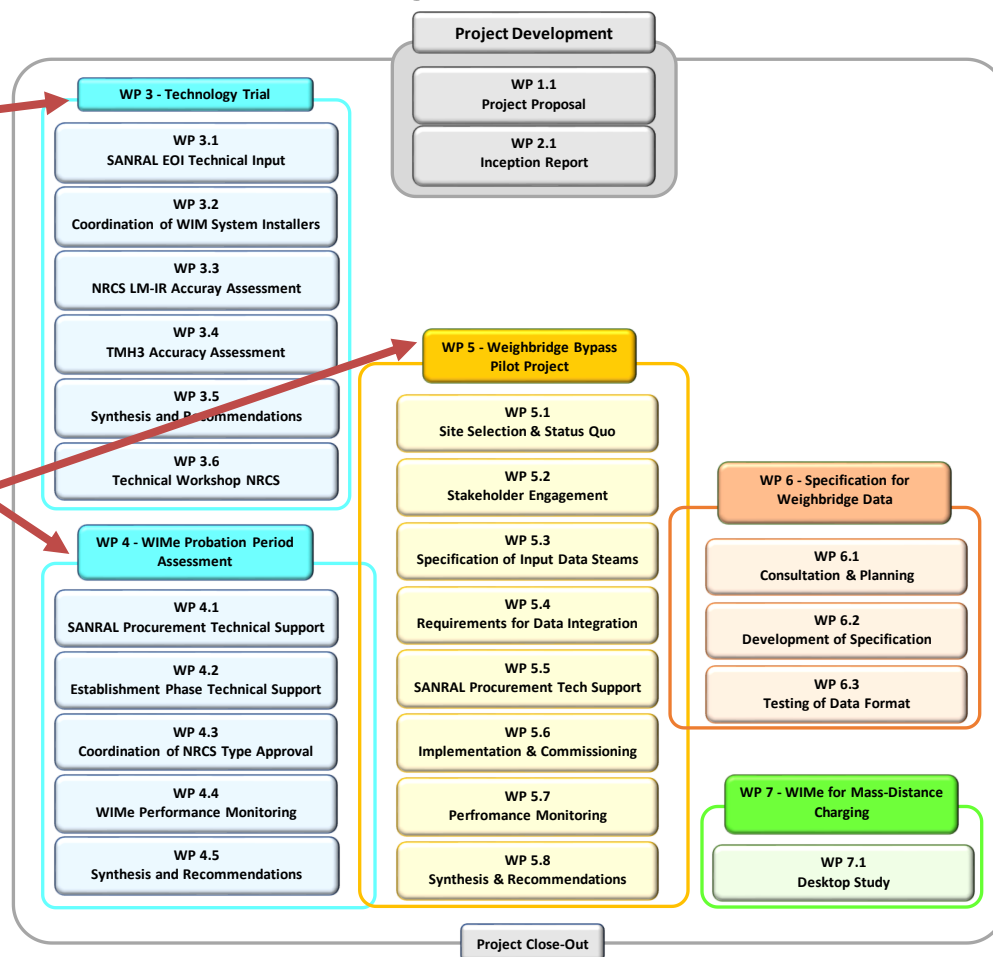 Project Development
WP 1.1
Project Proposal
WP 2.1
Inception Report
WP 3 - Technology Trial
WP 3.1
SANRAL EOI Technical Input
WP 3.2
Coordination of WIM System Installers
WP 3.3
NRCS LM-IR Accuray Assessment
WP 3.4
TMH3 Accuracy Assessment
WP 3.5
Synthesis and Recommendations
WP 3.6
Technical Workshop NRCS
WP 4 - WIMe Probation Period
Assessment
WP 4.1
SANRAL Procurement Technical Support
WP 4.2
Establishment Phase Technical Support
WP 4.3
Coordination of NRCS Type Approval
WP 4.4
WIMe Performance Monitoring
WP 4.5
Synthesis and Recommendations
WP 5 - Weighbridge Bypass
Pilot Project
WP 5.1
Site Selection & Status Quo
WP 5.2
Stakeholder Engagement
WP 5.3
Specification of Input Data Steams
WP 5.4
Requirements for Data Integration
WP 5.5
SANRAL Procurement Tech Support
WP 5.6
Implementation & Commissioning
WP 5.7
Perfromance Monitoring
WP 5.8
Synthesis & Recommendations
WP 6 - Specification for
Weighbridge Data
WP 6.1
Consultation & Planning
WP 6.2
Development of Specification
WP 6.3
Testing of Data Format
WP 7 - WIMe for Mass-Distance
Charging
WP 7.1
Desktop Study
Project Close-Out